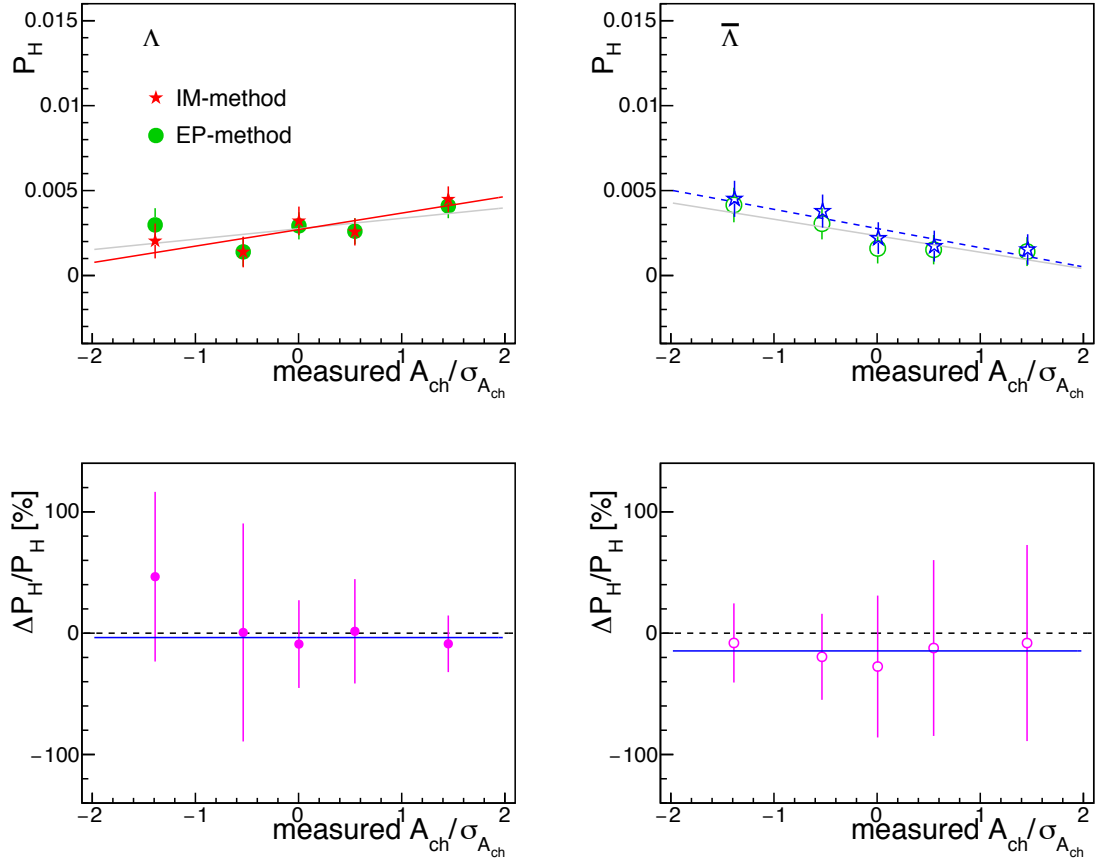 0.015
0.01
0.005
0
P_H
Λ
IM-method
EP-method
−2 −1 0 1 2
measured A_ch/σ_A_ch
0.015
0.01
0.005
0
P_H
Λ̅
−2 −1 0 1 2
measured A_ch/σ_A_ch
100
0
−100
ΔP_H/P_H [%]
−2 −1 0 1 2
measured A_ch/σ_A_ch
100
0
−100
ΔP_H/P_H [%]
−2 −1 0 1 2
measured A_ch/σ_A_ch